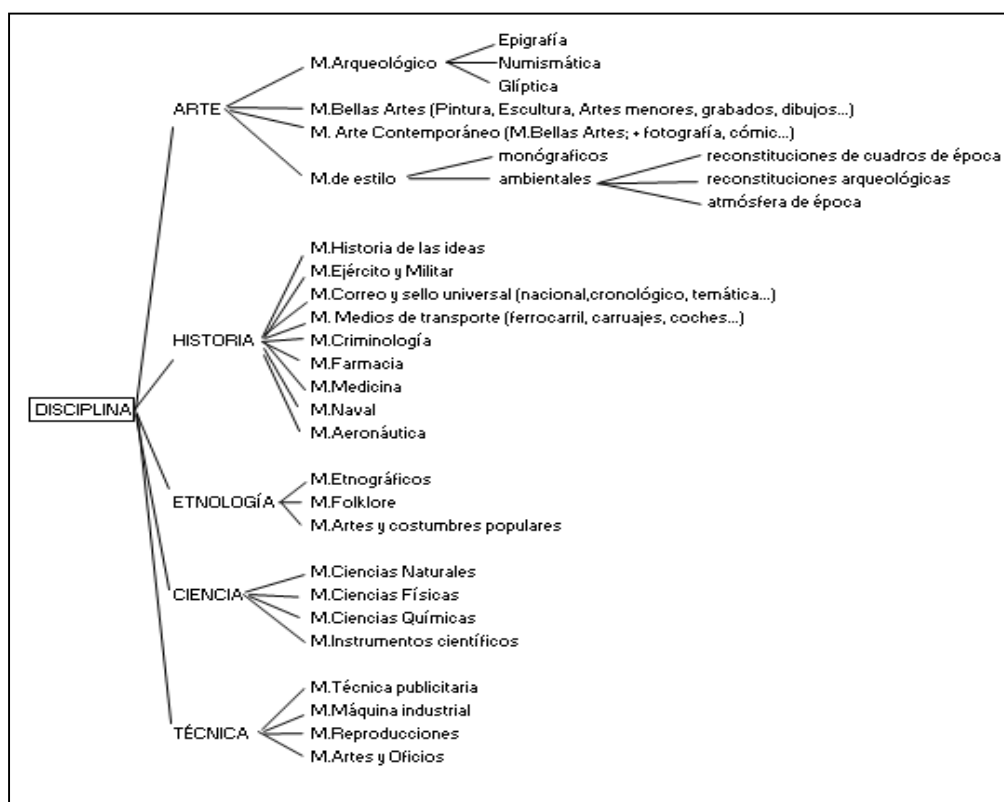 Epigrafía
M.Arqueológico
Numismática
Glíptica
ARTE
M.Bellas Artes (Pintura, Escultura, Artes menores, grabados, dibujos...)
M. Arte Contemporáneo (M.Bellas Artes; + fotografía, cómic...)
monógraficos
reconstituciones de cuadros de época
M.de estilo
ambientales
reconstituciones arqueológicas
atmósfera de época
M.Historia de las ideas
M.Ejército y Militar
M.Correo y sello universal (nacional,cronológico, temática...)
M. Medios de transporte (ferrocarril, carruajes, coches...)
HISTORIA
M.Criminología
M.Farmacia
M.Medicina
M.Naval
M.Aeronáutica
DISCIPLINA
M.Etnográficos
ETNOLOGÍA
M.Folklore
M.Artes y costumbres populares
M.Ciencias Naturales
CIENCIA
M.Ciencias Físicas
M.Ciencias Químicas
M.Instrumentos científicos
M.Técnica publicitaria
M.Máquina industrial
TÉCNICA
M.Reproducciones
M.Artes y Oficios